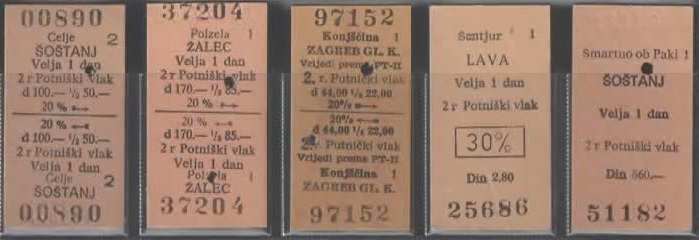 00890
Celje 2
ŠOŠTANJ
Velja 1 dan
2 r Potniški vlak
d 100.— ½ 50.—
20 %
20 %
d 100.— ½ 50.—
2 r Potniški vlak
Velja 1 dan
Celje 2
ŠOŠTANJ
00890
37204
Polzela 1
ŽALEC
Velja 1 dan
2 r Potniški vlak
d 170.— ½ 85.—
20 %
20 %
d 170.— ½ 85.—
2 r Potniški vlak
Velja 1 dan
Polzela 1
ŽALEC
37204
97152
Konjščina 1
ZAGREB GL. K.
Vrijedi prema PT-II
2. r. Putnički vlak
d 44,00 ½ 22,00
20%
20%
d 44,00 ½ 22,00
2. r Putnički vlak
Vrijedi prema PT-II
Konjščina 1
ZAGREB GL. K.
97152
Šentjur 1
LAVA
Velja 1 dan
2 r Potniški vlak
30%
Din 2,80
25686
Šmartno ob Paki 1
ŠOŠTANJ
Velja 1 dan
2 r Potniški vlak
Din 560,—
51182